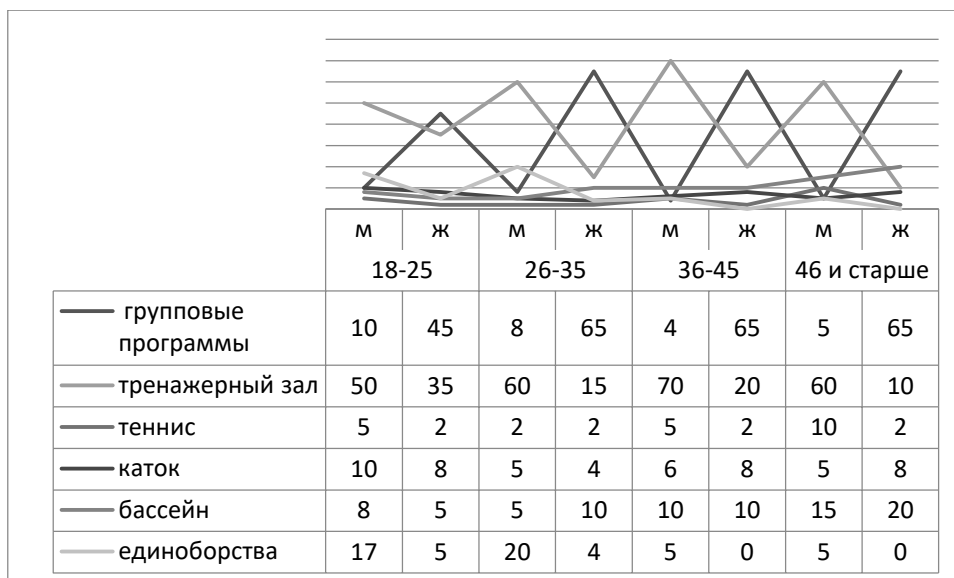 м ж м ж м ж м ж
18-25 26-35 36-45 46 и старше
групповые
программы 10 45 8 65 4 65 5 65
тренажерный зал 50 35 60 15 70 20 60 10
теннис 5 2 2 2 5 2 10 2
каток 10 8 5 4 6 8 5 8
бассейн 8 5 5 10 10 10 15 20
единоборства 17 5 20 4 5 0 5 0